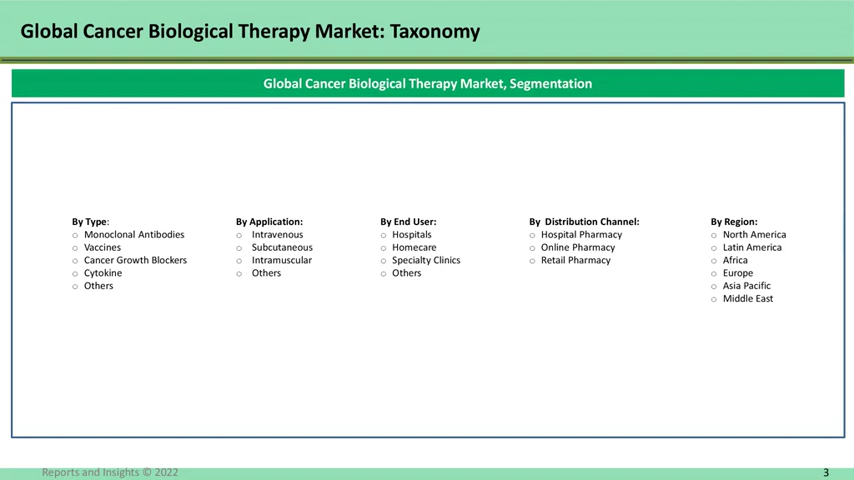 Global Cancer Biological Therapy Market: Taxonomy
Global Cancer Biological Therapy Market, Segmentation
By Type:
o Monoclonal Antibodies
o Vaccines
o Cancer Growth Blockers
o Cytokine
o Others
By Application:
o Intravenous
o Subcutaneous
o Intramuscular
o Others
By End User:
o Hospitals
o Homecare
o Specialty Clinics
o Others
By Distribution Channel:
o Hospital Pharmacy
o Online Pharmacy
o Retail Pharmacy
By Region:
o North America
o Latin America
o Africa
o Europe
o Asia Pacific
o Middle East
Reports and Insights © 2022
3